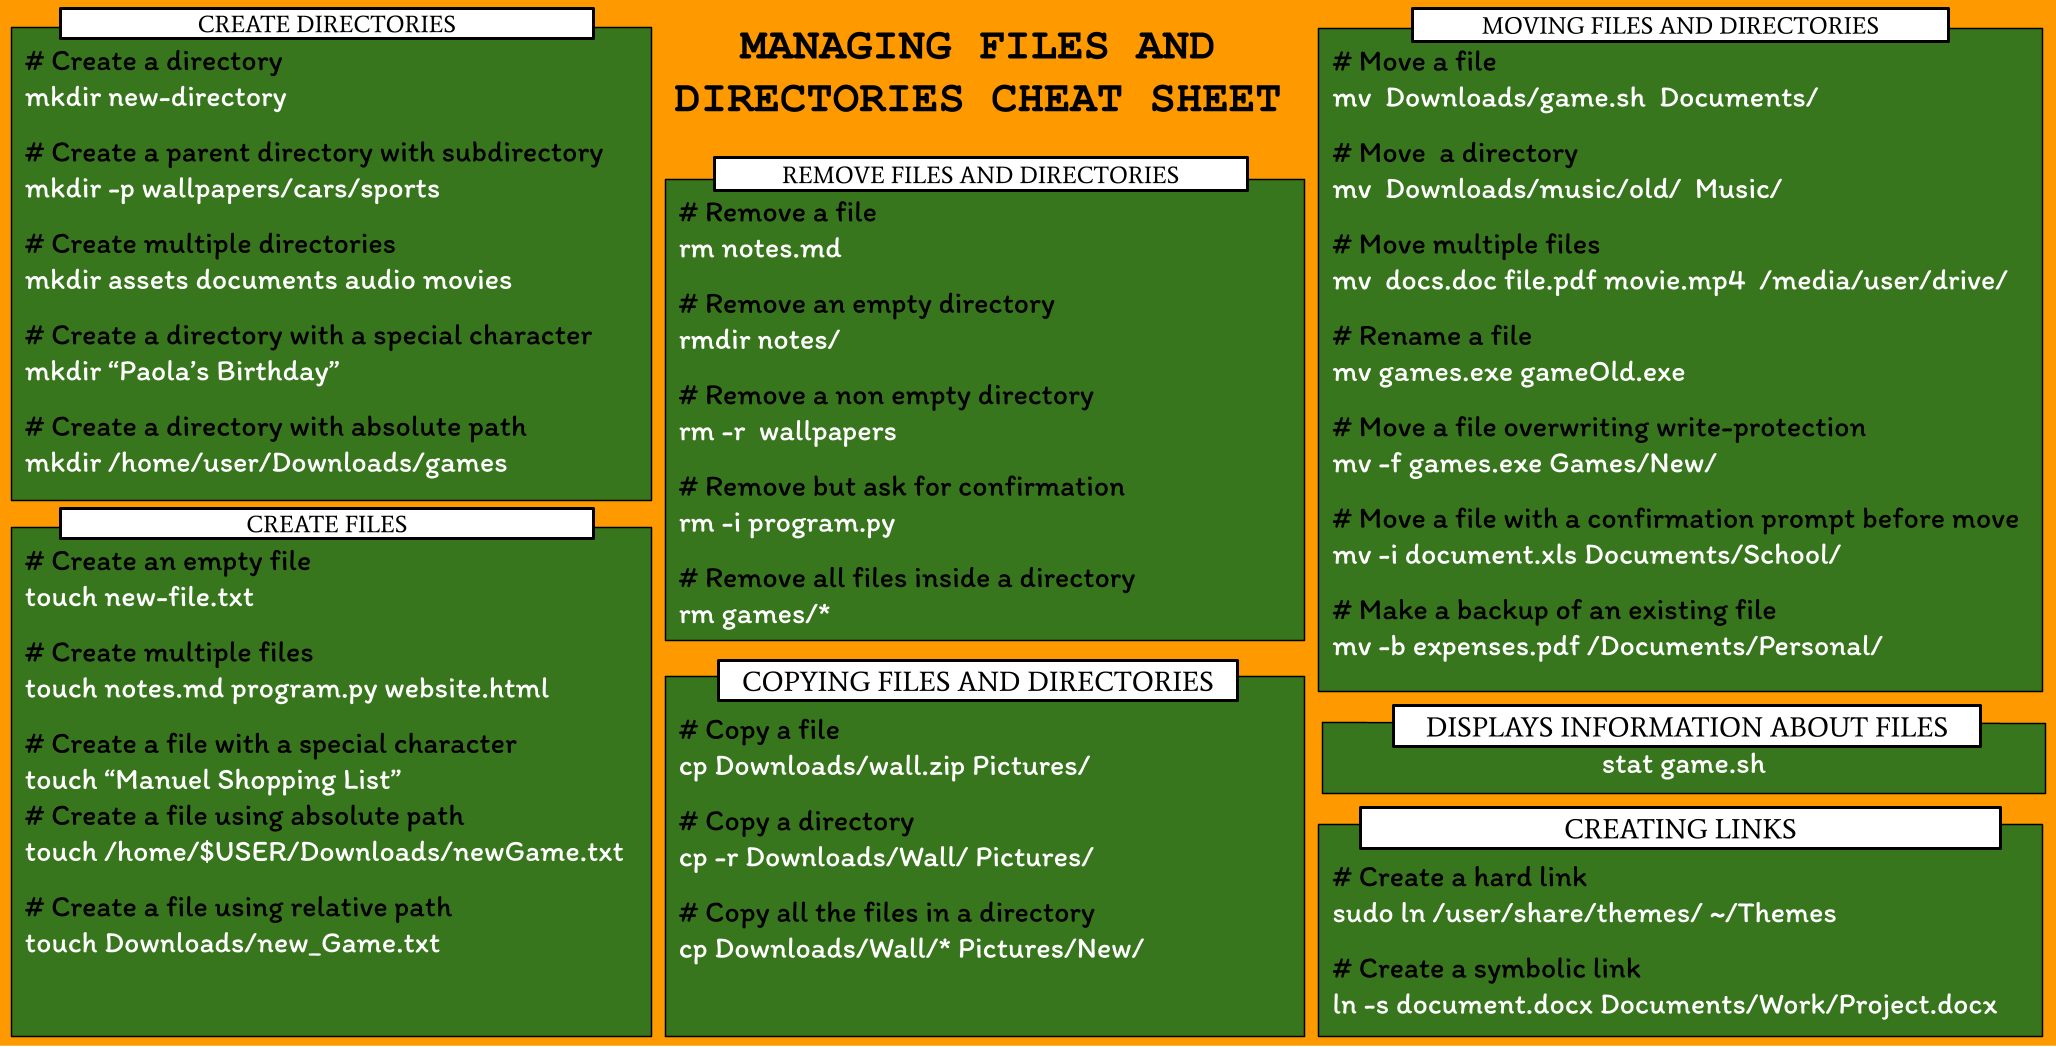 CREATE DIRECTORIES
# Create a directory
mkdir new-directory
# Create a parent directory with subdirectory
mkdir -p wallpapers/cars/sports
# Create multiple directories
mkdir assets documents audio movies
# Create a directory with a special character
mkdir “Paola’s Birthday”
# Create a directory with absolute path
mkdir /home/user/Downloads/games
CREATE FILES
# Create an empty file
touch new-file.txt
# Create multiple files
touch notes.md program.py website.html
# Create a file with a special character
touch “Manuel Shopping List”
# Create a file using absolute path
touch /home/$USER/Downloads/newGame.txt
# Create a file using relative path
touch Downloads/new_Game.txt
MANAGING FILES AND
DIRECTORIES CHEAT SHEET
REMOVE FILES AND DIRECTORIES
# Remove a file
rm notes.md
# Remove an empty directory
rmdir notes/
# Remove a non empty directory
rm -r  wallpapers
# Remove but ask for confirmation
rm -i program.py
# Remove all files inside a directory
rm games/*
COPYING FILES AND DIRECTORIES
# Copy a file
cp Downloads/wall.zip Pictures/
# Copy a directory
cp -r Downloads/Wall/ Pictures/
# Copy all the files in a directory
cp Downloads/Wall/* Pictures/New/
MOVING FILES AND DIRECTORIES
# Move a file
mv  Downloads/game.sh  Documents/
# Move  a directory
mv  Downloads/music/old/  Music/
# Move multiple files
mv  docs.doc file.pdf movie.mp4  /media/user/drive/
# Rename a file
mv games.exe gameOld.exe
# Move a file overwriting write-protection
mv -f games.exe Games/New/
# Move a file with a confirmation prompt before move
mv -i document.xls Documents/School/
# Make a backup of an existing file
mv -b expenses.pdf /Documents/Personal/
DISPLAYS INFORMATION ABOUT FILES
stat game.sh
CREATING LINKS
# Create a hard link
sudo ln /user/share/themes/ ~/Themes
# Create a symbolic link
ln -s document.docx Documents/Work/Project.docx